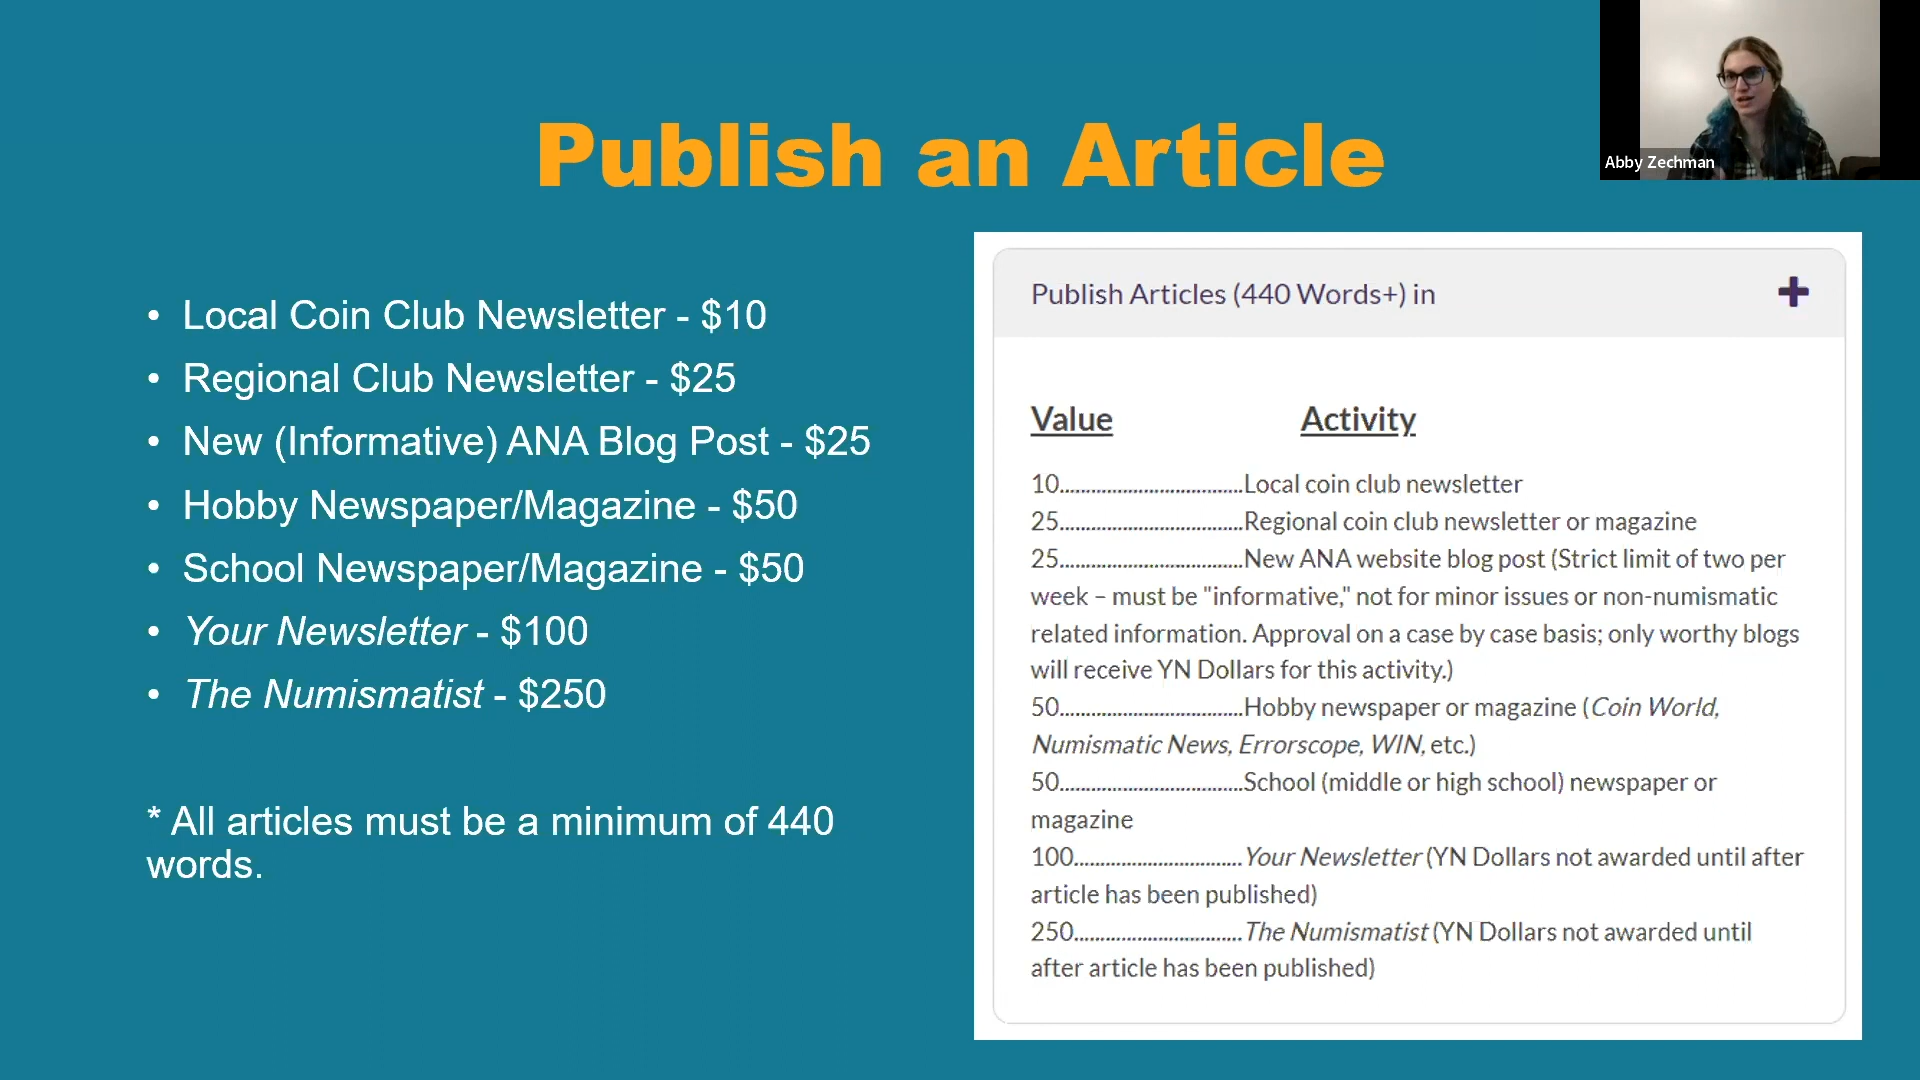 Publish an Article
Abby Zechman
• Local Coin Club Newsletter - $10
• Regional Club Newsletter - $25
• New (Informative) ANA Blog Post - $25
• Hobby Newspaper/Magazine - $50
• School Newspaper/Magazine - $50
• Your Newsletter - $100
• The Numismatist - $250
* All articles must be a minimum of 440
words.
Publish Articles (440 Words+) in
Value Activity
10...................................Local coin club newsletter
25...................................Regional coin club newsletter or magazine
25...................................New ANA website blog post (Strict limit of two per
week – must be "informative," not for minor issues or non-numismatic
related information. Approval on a case by case basis; only worthy blogs
will receive YN Dollars for this activity.)
50...................................Hobby newspaper or magazine (Coin World,
Numismatic News, Errorscope, WIN, etc.)
50...................................School (middle or high school) newspaper or
magazine
100................................Your Newsletter (YN Dollars not awarded until after
article has been published)
250................................The Numismatist (YN Dollars not awarded until
after article has been published)